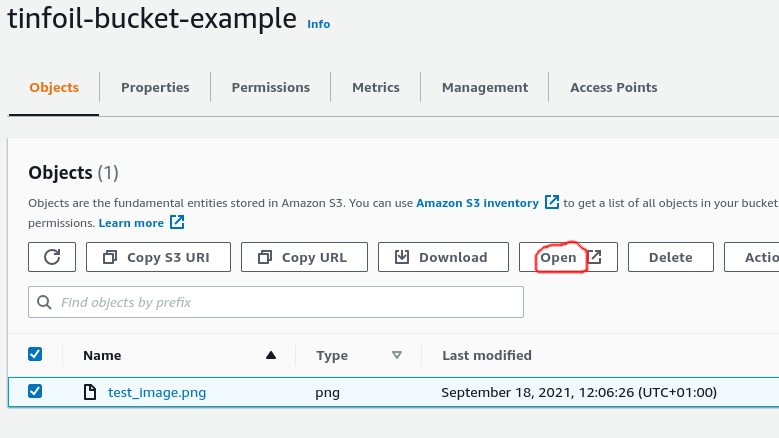 tinfoil-bucket-example Info
Objects Properties Permissions Metrics Management Access Points
Objects (1)
Objects are the fundamental entities stored in Amazon S3. You can use Amazon S3 inventory to get a list of all objects in your bucket
permissions. Learn more
Copy S3 URI Copy URL Download Open Delete Actio
Find objects by prefix
Name Type Last modified
test_image.png png September 18, 2021, 12:06:26 (UTC+01:00)